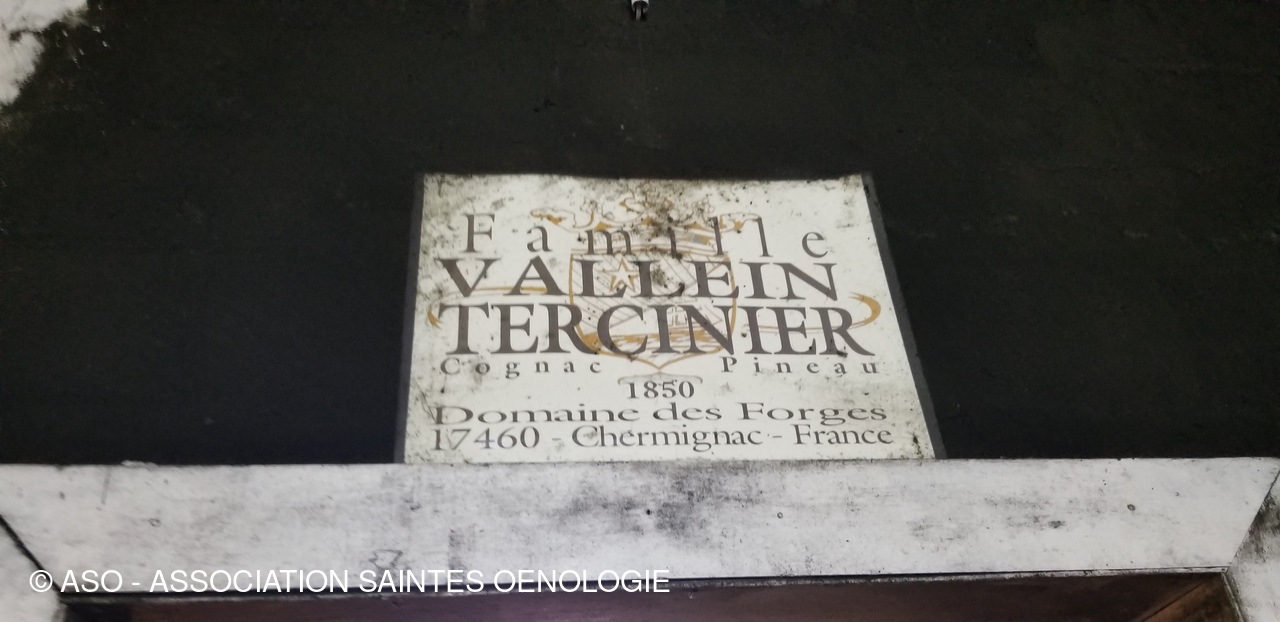 Famille
VALLEIN
TERCINIER
Cognac Pineau
1850
Domaine des Forges
17460 - Chermignac - France
© ASO - ASSOCIATION SAINTES OENOLOGIE